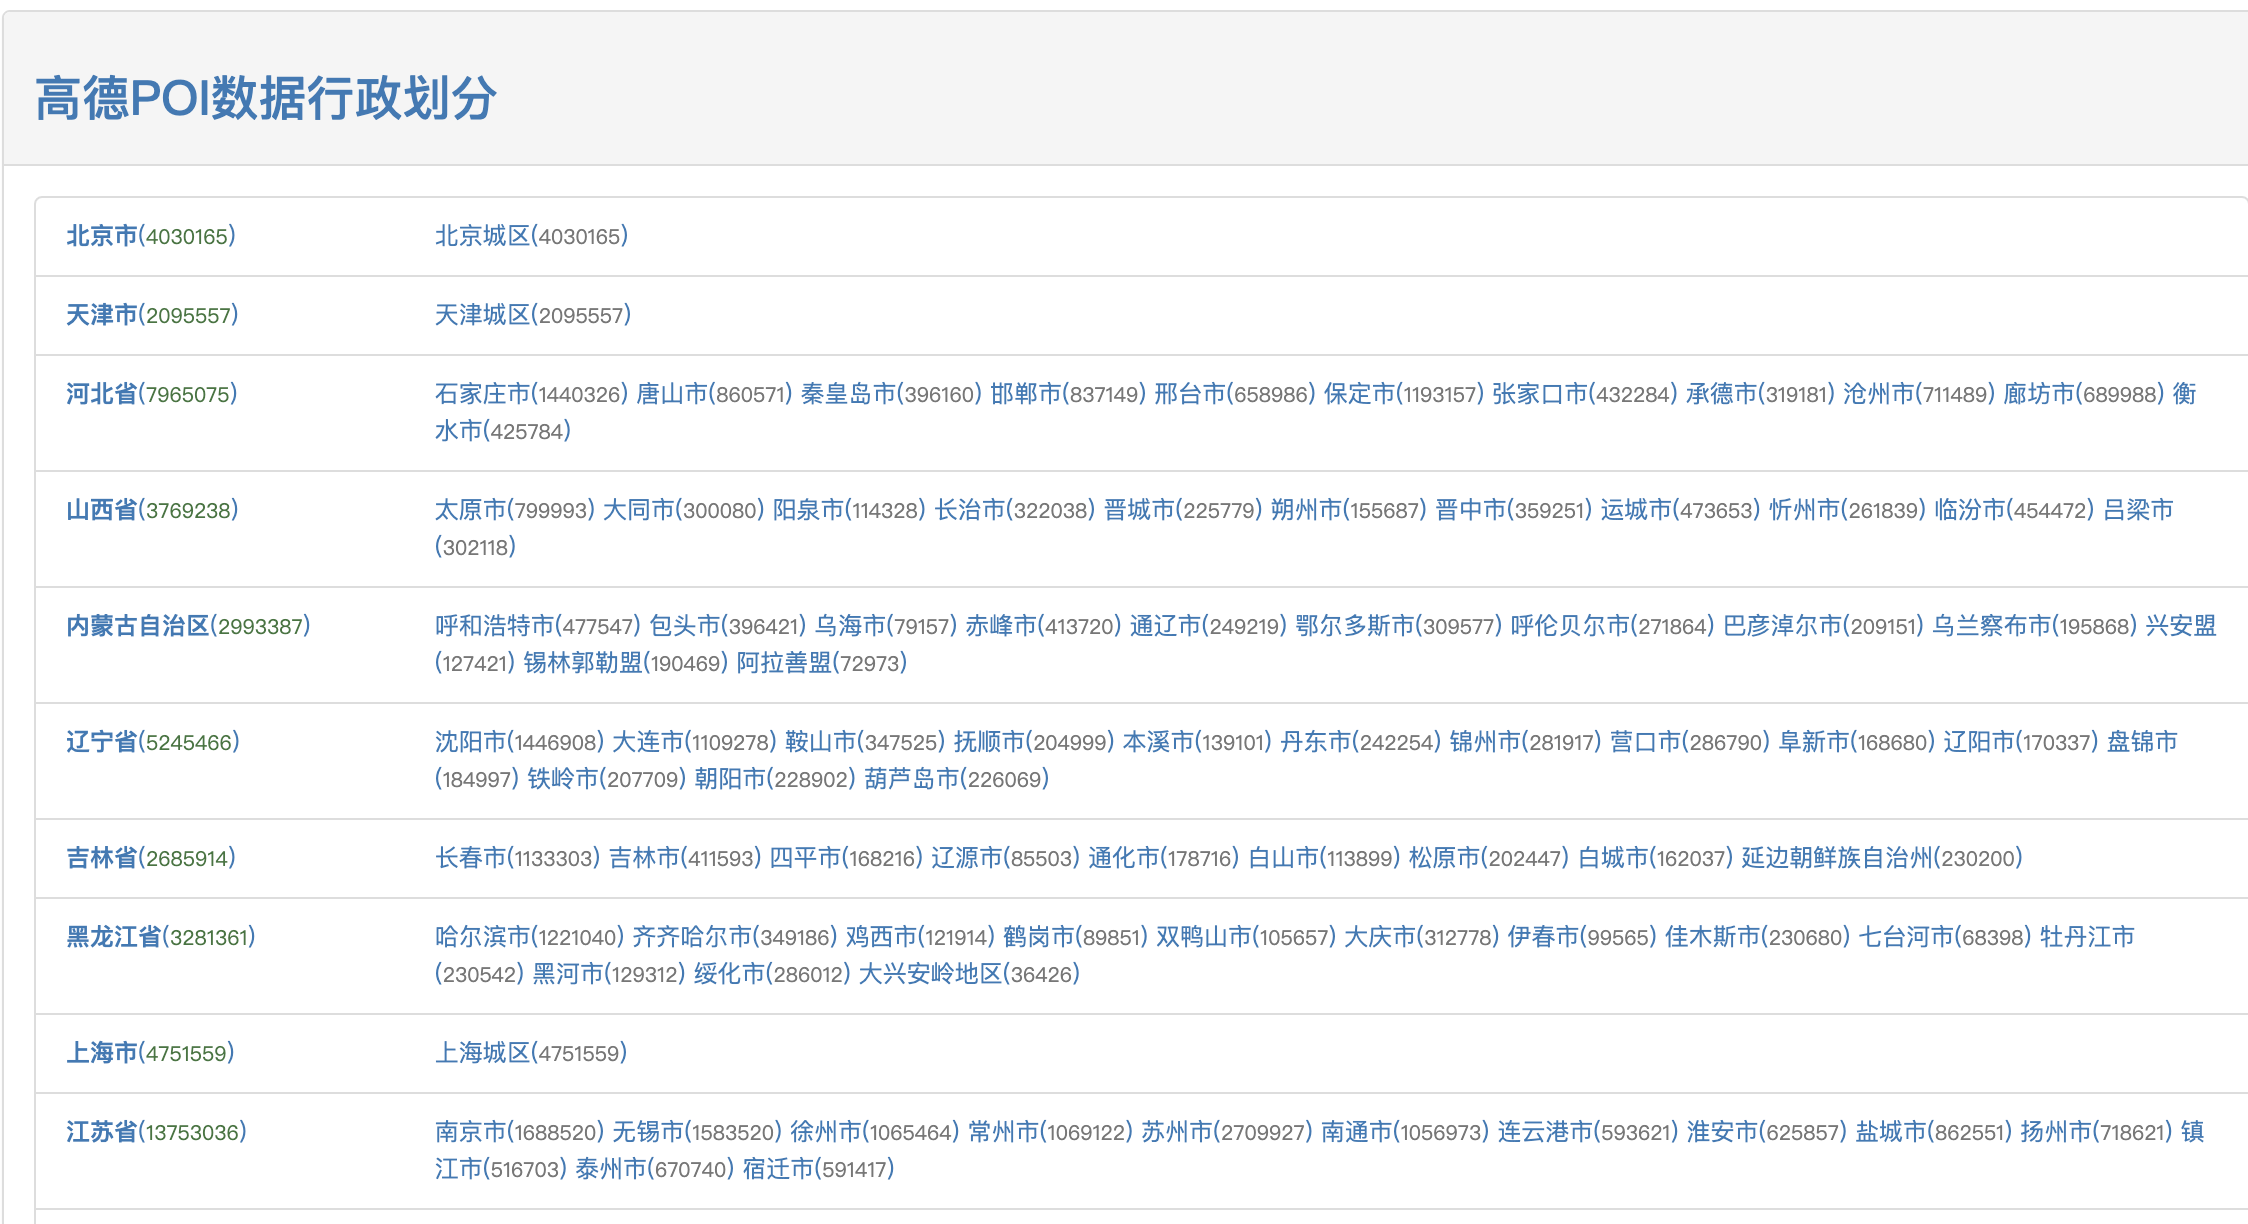 高德POI数据行政划分
北京市(4030165) 北京城区(4030165)
天津市(2095557) 天津城区(2095557)
河北省(7965075) 石家庄市(1440326) 唐山市(860571) 秦皇岛市(396160) 邯郸市(837149) 邢台市(658986) 保定市(1193157) 张家口市(432284) 承德市(319181) 沧州市(711489) 廊坊市(689988) 衡
水市(425784)
山西省(3769238) 太原市(799993) 大同市(300080) 阳泉市(114328) 长治市(322038) 晋城市(225779) 朔州市(155687) 晋中市(359251) 运城市(473653) 忻州市(261839) 临汾市(454472) 吕梁市
(302118)
内蒙古自治区(2993387) 呼和浩特市(477547) 包头市(396421) 乌海市(79157) 赤峰市(413720) 通辽市(249219) 鄂尔多斯市(309577) 呼伦贝尔市(271864) 巴彦淖尔市(209151) 乌兰察布市(195868) 兴安盟
(127421) 锡林郭勒盟(190469) 阿拉善盟(72973)
辽宁省(5245466) 沈阳市(1446908) 大连市(1109278) 鞍山市(347525) 抚顺市(204999) 本溪市(139101) 丹东市(242254) 锦州市(281917) 营口市(286790) 阜新市(168680) 辽阳市(170337) 盘锦市
(184997) 铁岭市(207709) 朝阳市(228902) 葫芦岛市(226069)
吉林省(2685914) 长春市(1133303) 吉林市(411593) 四平市(168216) 辽源市(85503) 通化市(178716) 白山市(113899) 松原市(202447) 白城市(162037) 延边朝鲜族自治州(230200)
黑龙江省(3281361) 哈尔滨市(1221040) 齐齐哈尔市(349186) 鸡西市(121914) 鹤岗市(89851) 双鸭山市(105657) 大庆市(312778) 伊春市(99565) 佳木斯市(230680) 七台河市(68398) 牡丹江市
(230542) 黑河市(129312) 绥化市(286012) 大兴安岭地区(36426)
上海市(4751559) 上海城区(4751559)
江苏省(13753036) 南京市(1688520) 无锡市(1583520) 徐州市(1065464) 常州市(1069122) 苏州市(2709927) 南通市(1056973) 连云港市(593621) 淮安市(625857) 盐城市(862551) 扬州市(718621) 镇
江市(516703) 泰州市(670740) 宿迁市(591417)